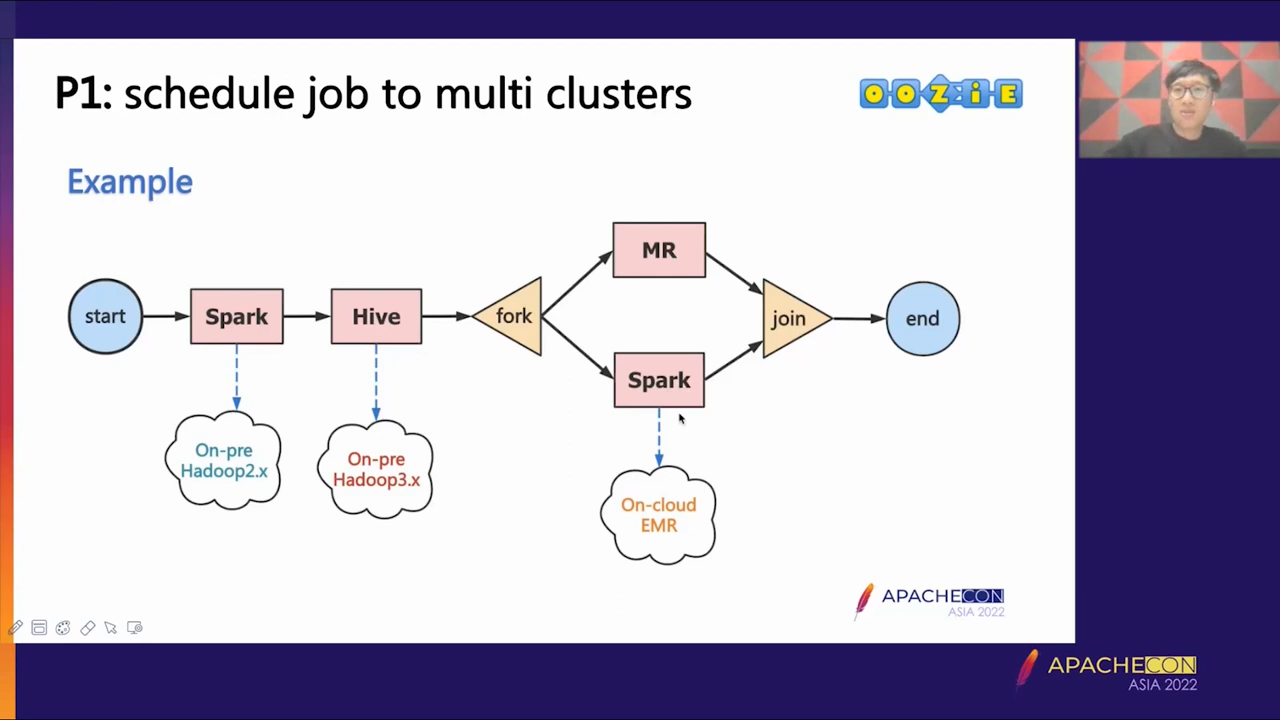 P1: schedule job to multi clusters
OOZiE
Example
start
Spark
Hive
fork
MR
Spark
join
end
On-pre
Hadoop2.x
On-pre
Hadoop3.x
On-cloud
EMR
APACHECON
ASIA 2022
APACHECON
ASIA 2022